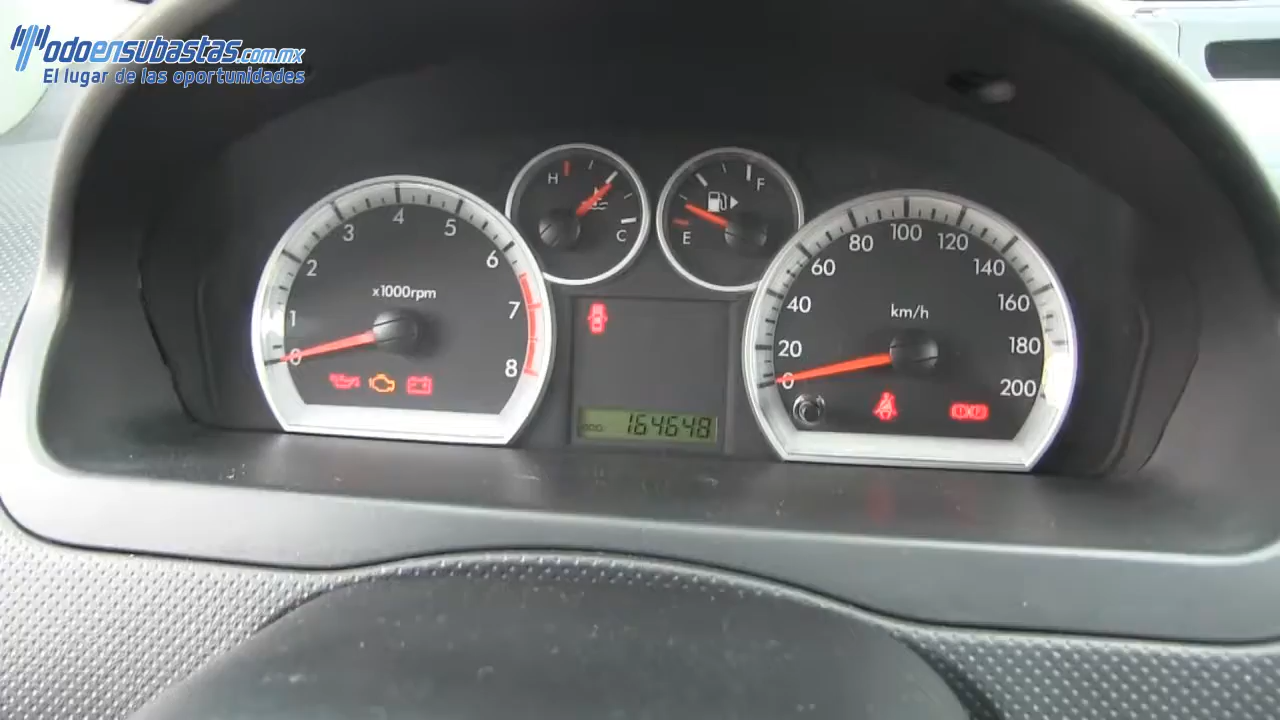 Todoensubastas.com.mx
El lugar de las oportunidades
H
C
F
E
0
1
2
3
4
5
6
7
8
x1000rpm
0
20
40
60
80
100
120
140
160
180
200
km/h
ODO
164648